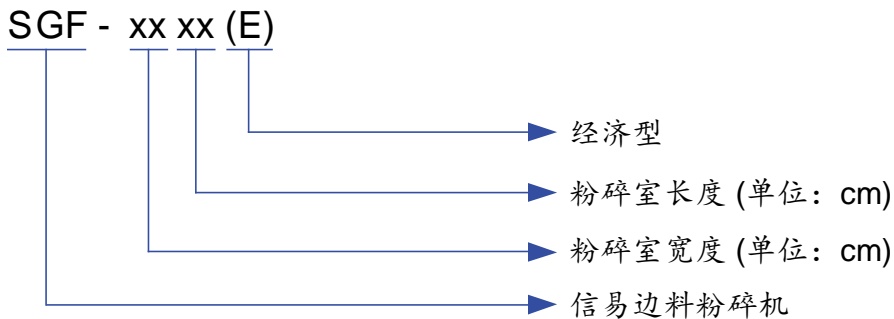 SGF - xx xx (E)
经济型
粉碎室长度 (单位：cm)
粉碎室宽度 (单位：cm)
信易边料粉碎机